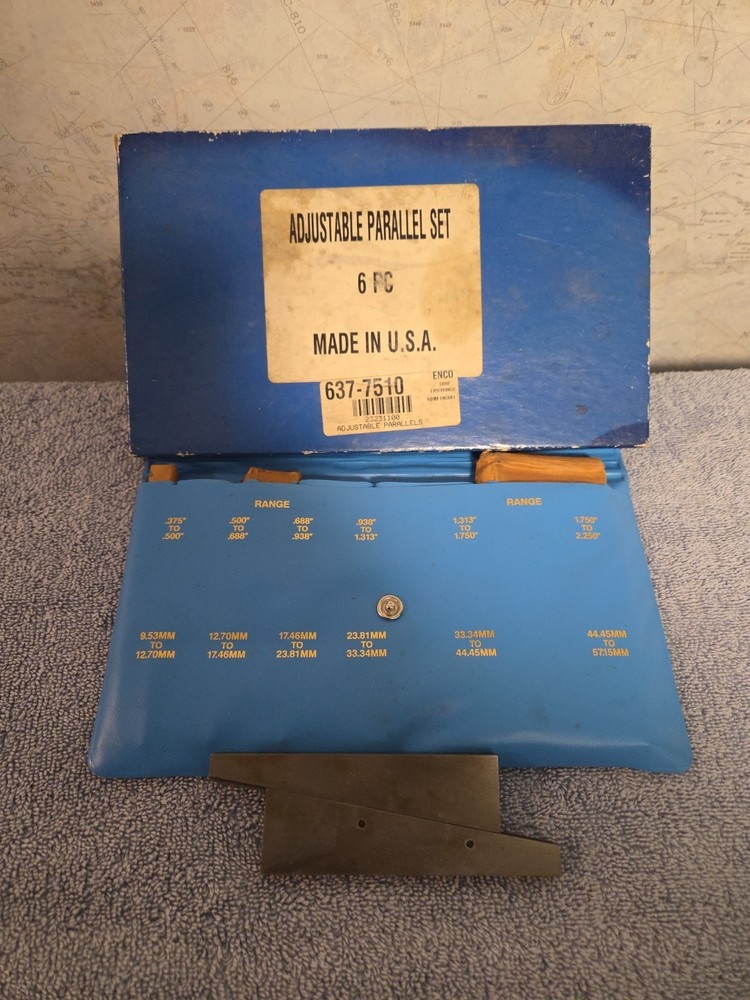 ADJUSTABLE PARALLEL SET
6 PC
MADE IN U.S.A.
637-7510
ENCO
23231100
ADJUSTABLE PARALLELS
RANGE RANGE
.375" .500" .688" .938" 1.313" 1.750"
TO TO TO TO TO TO
.500" .688" .938" 1.313" 1.750" 2.250"
9.53MM 12.70MM 17.46MM 23.81MM 33.34MM 44.45MM
TO TO TO TO TO TO
12.70MM 17.46MM 23.81MM 33.34MM 44.45MM 57.15MM